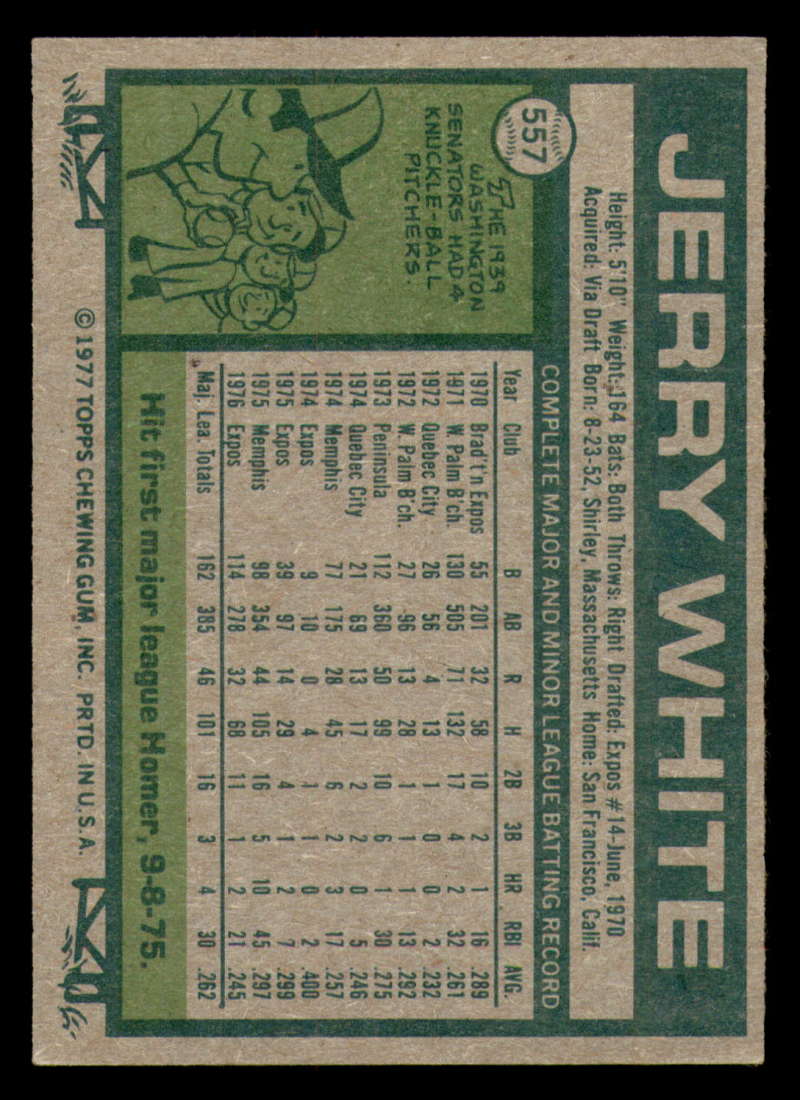 557
JERRY WHITE
Height: 5'10" Weight: 164 Bats: Both Throws: Right Drafted: Expos #14-June, 1970
Acquired: Via Draft Born: 8-23-52, Shirley, Massachusetts Home: San Francisco, Calif.
THE 1939
WASHINGTON
SENATORS HAD 4
KNUCKLE-BALL
PITCHERS.
COMPLETE MAJOR AND MINOR LEAGUE BATTING RECORD
Year Club B AB R H 2B 3B HR RBI AVG.
1970 Brad't'n Expos 55 201 32 58 10 2 1 16 .289
1971 W. Palm B'ch. 130 505 71 132 17 4 2 32 .261
1972 Quebec City 26 56 4 13 1 0 0 2 .232
1972 W. Palm B'ch. 27 96 13 28 2 1 1 13 .292
1973 Peninsula 112 360 50 99 10 6 1 30 .275
1974 Quebec City 21 69 13 17 2 2 0 5 .246
1974 Memphis 77 175 28 45 6 2 3 17 .257
1974 Expos 9 10 0 4 1 1 0 2 .400
1975 Expos 39 97 14 29 4 1 2 7 .299
1975 Memphis 98 354 44 105 16 5 10 45 .297
1976 Expos 114 278 32 68 11 1 2 21 .245
Maj. Lea. Totals 162 385 46 101 16 3 4 30 .262
Hit first major league Homer, 9-8-75.
© 1977 TOPPS CHEWING GUM, INC. PRTD. IN U.S.A.